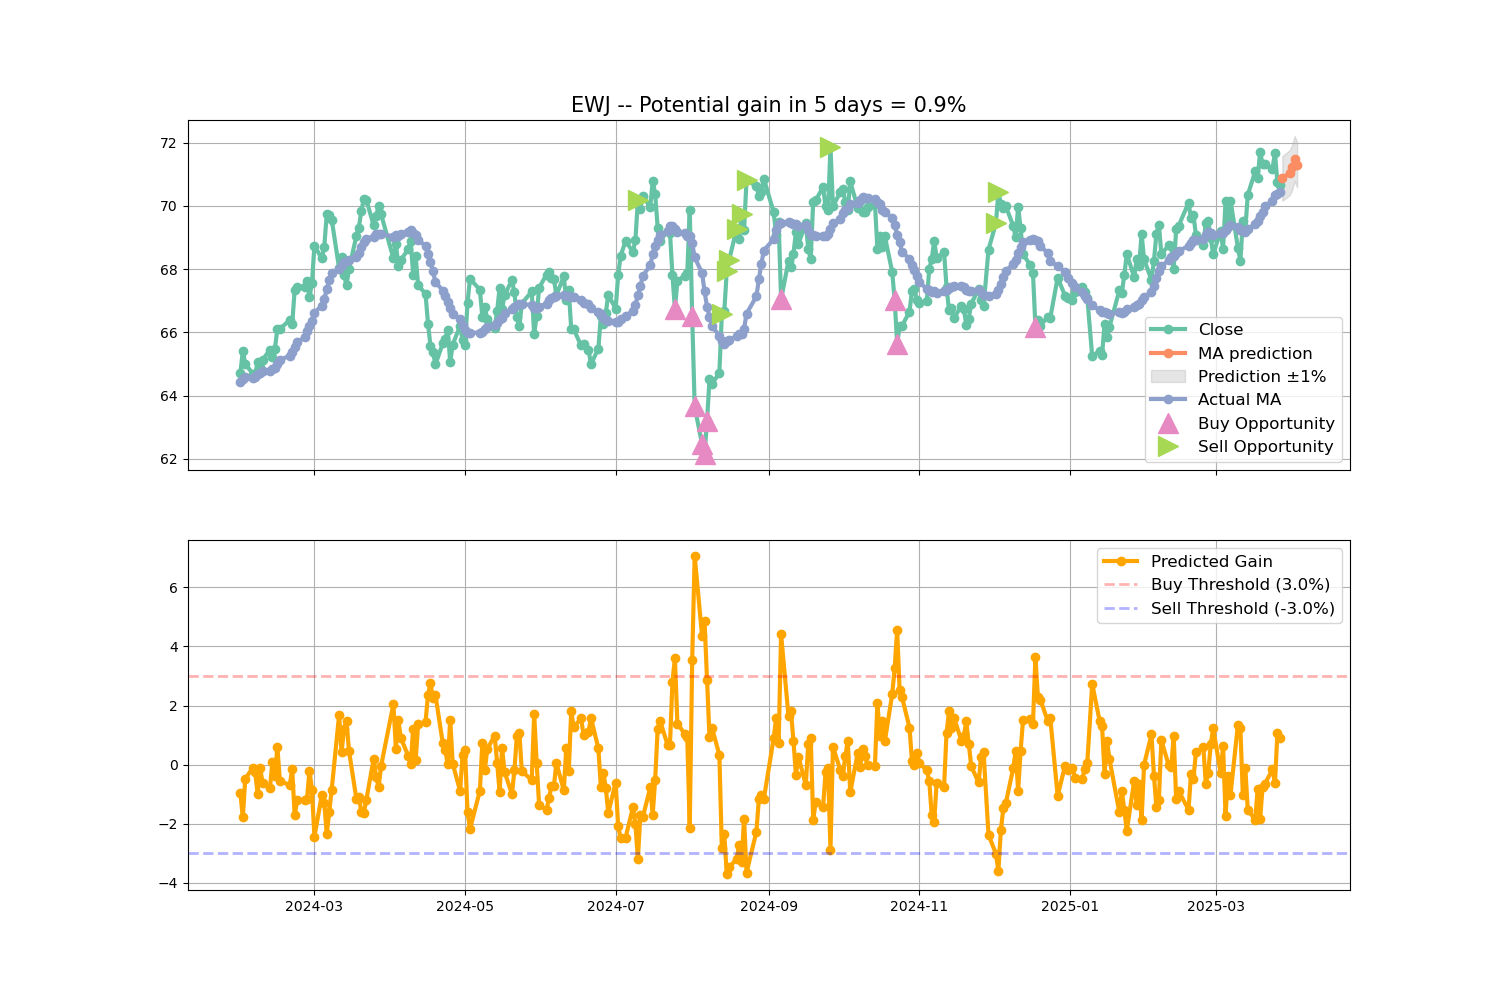 EWJ -- Potential gain in 5 days = 0.9%
72
70
68
66
64
62
Close
MA prediction
Prediction ±1%
Actual MA
Buy Opportunity
Sell Opportunity
6
4
2
0
−2
−4
Predicted Gain
Buy Threshold (3.0%)
Sell Threshold (-3.0%)
2024-03
2024-05
2024-07
2024-09
2024-11
2025-01
2025-03